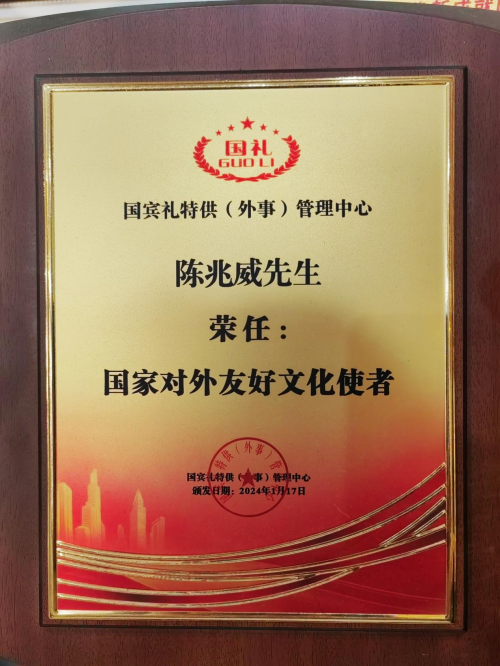 国礼
GUO LI
国宾礼特供（外事）管理中心
陈兆威先生
荣任：
国家对外友好文化使者
国宾礼特供（外事）管理中心
颁发日期：2024年1月17日